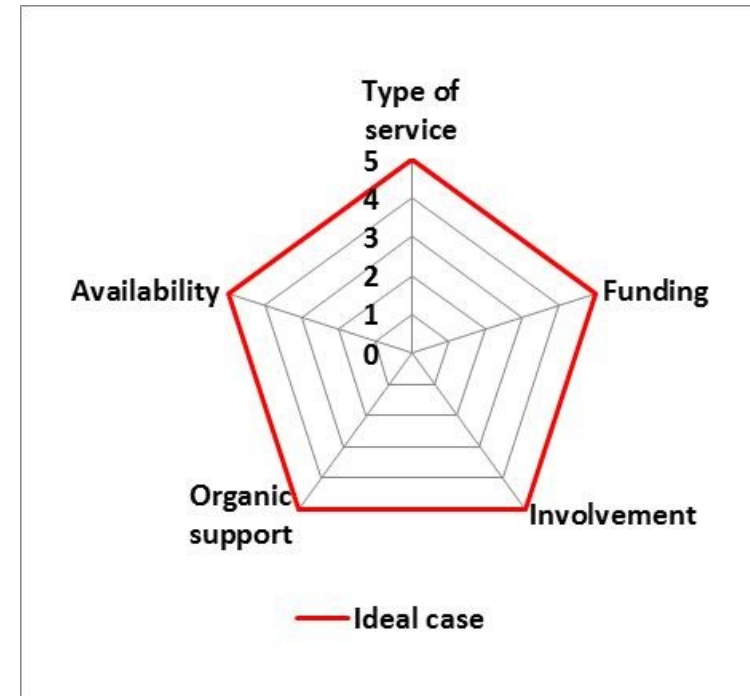 Type of
service
5
4
3
2
1
0
Availability
Funding
Organic
support
Involvement
Ideal case